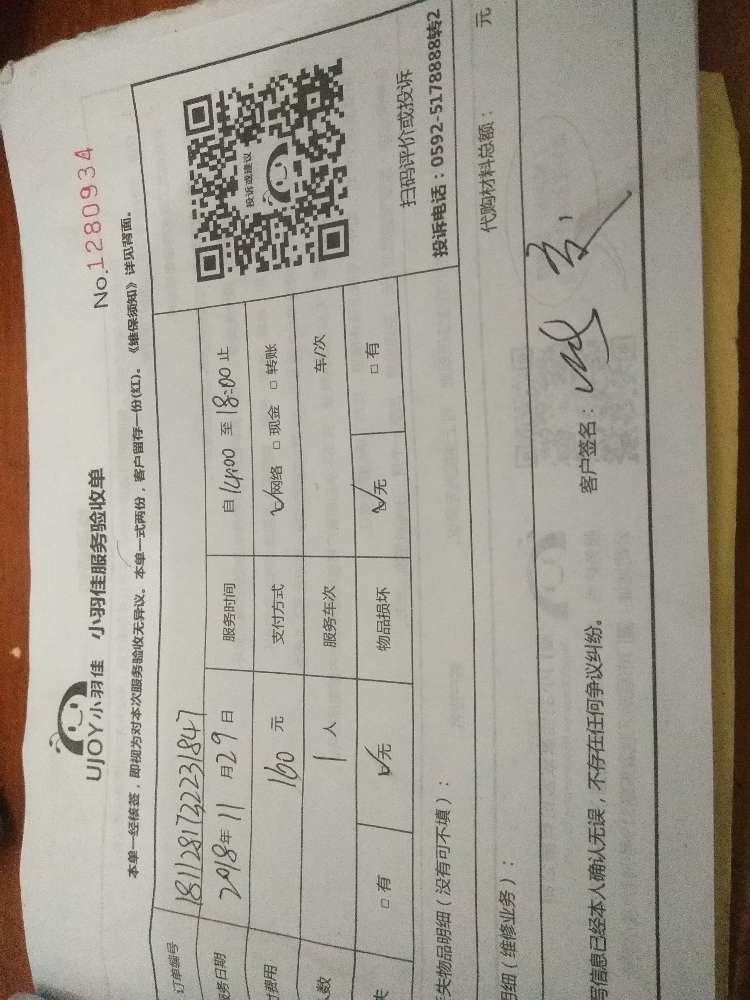 UJOY小羽佳 小羽佳服务验收单
No.1280934
本单一经核签，即视为对本次服务验收无异议。本单一式两份，客户留存一份(红)。《维保须知》详见背面。
订单编号 18112817322231847
务日期 2018年11月29日 服务时间 自14:00至18:00止
费用 160元 支付方式 ☑网络 □现金 □转账
数 1人 服务车次 车/次
失 □有 ☑无 物品损坏 ☑无 □有
投诉或建议
扫码评价或投诉
投诉电话：0592-5178888转2
失物品明细（没有可不填）：
明细（维修业务）： 代购材料总额： 元
写信息已经本人确认无误，不存在任何争议纠纷。 客户签名：